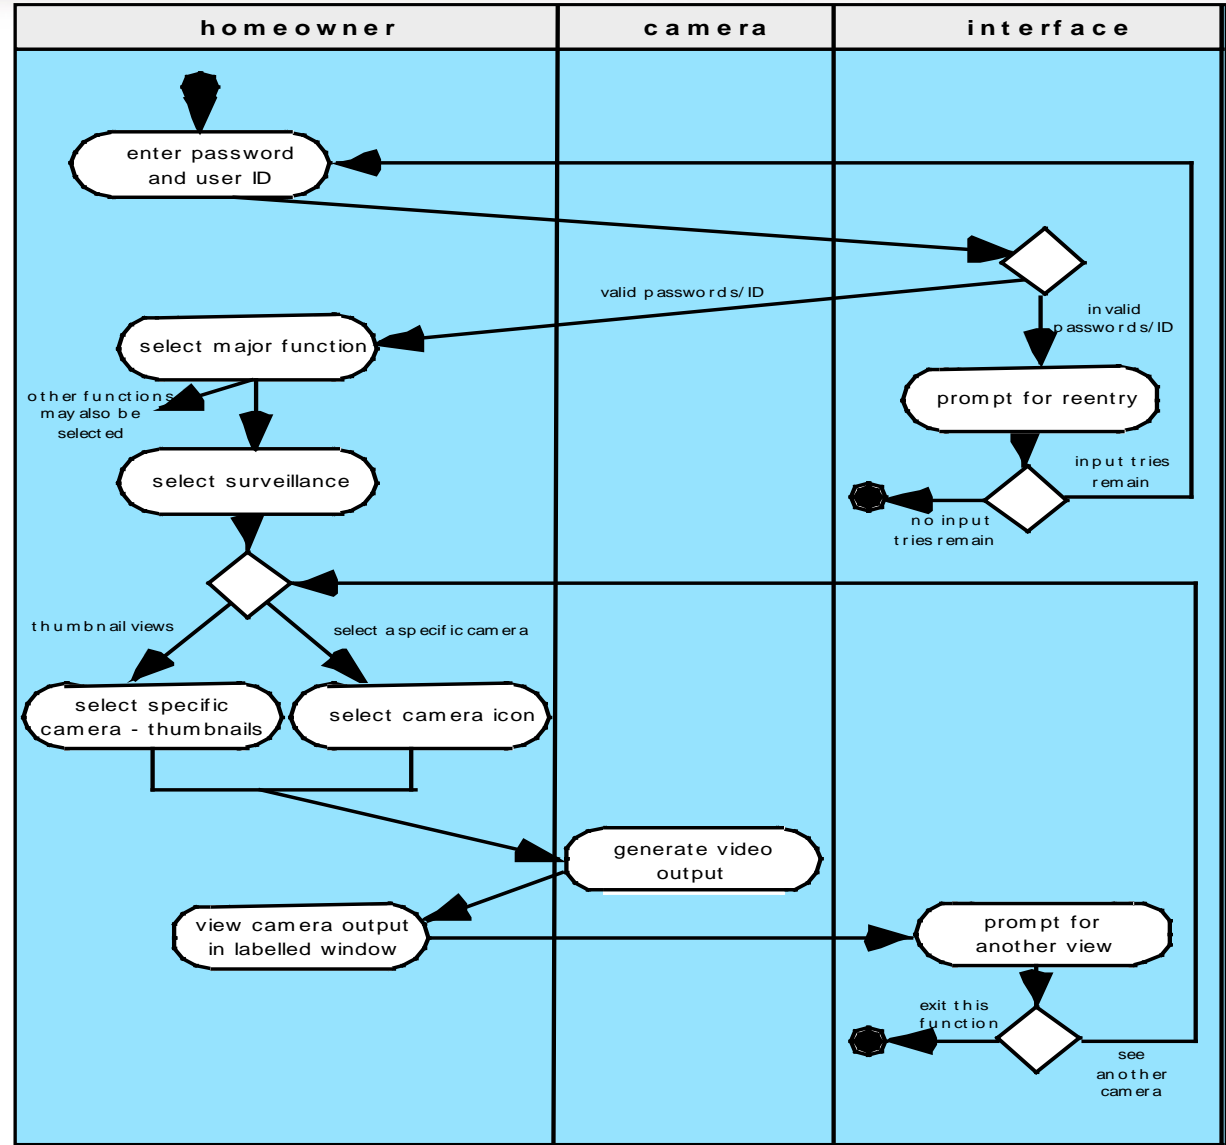 homeowner
camera
interface
enter password
and user ID
valid passwords/ID
invalid
passwords/ID
select major function
other functions
may also be
selected
prompt for reentry
select surveillance
input tries
remain
no input
tries remain
thumbnail views
select a specific camera
select specific
camera - thumbnails
select camera icon
generate video
output
view camera output
in labelled window
prompt for
another view
exit this
function
see
another
camera